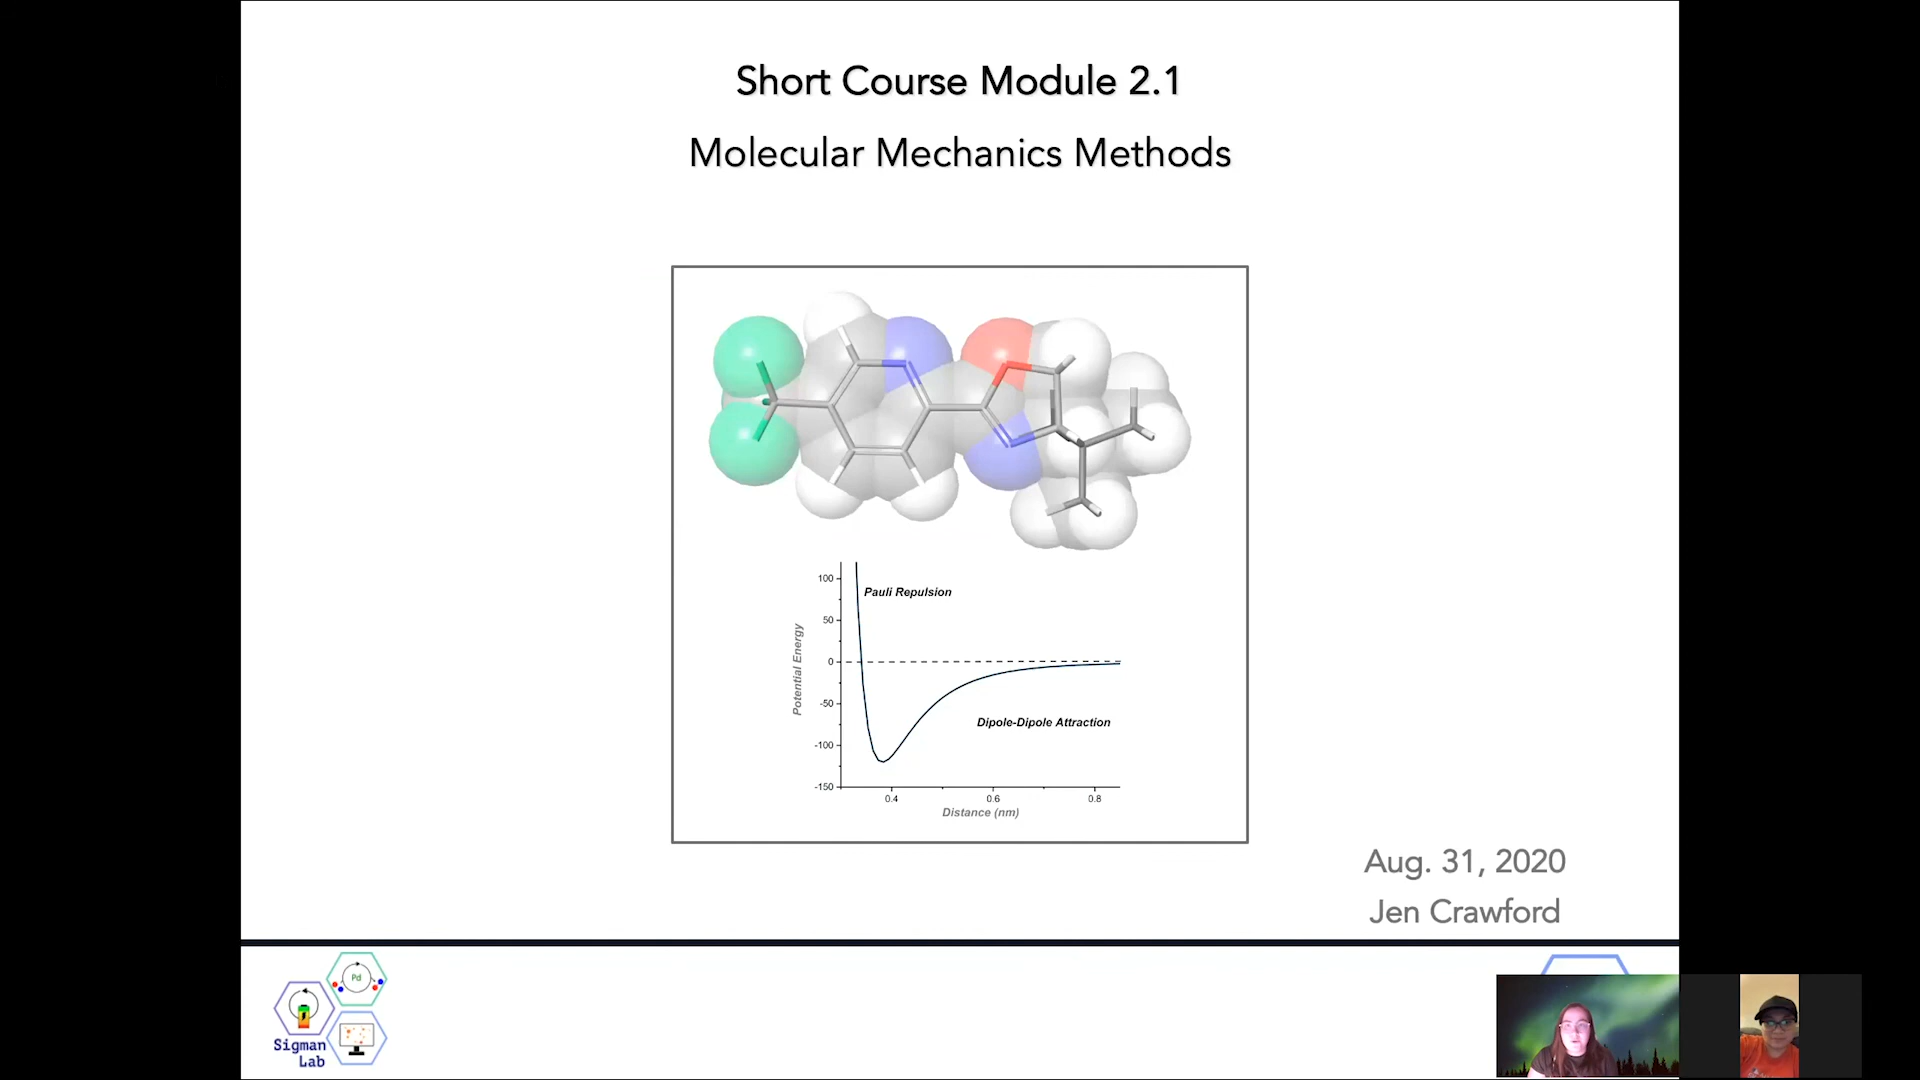 Short Course Module 2.1
Molecular Mechanics Methods
100
Pauli Repulsion
50
0
-50
Dipole-Dipole Attraction
-100
-150
Potential Energy
0.4
0.6
0.8
Distance (nm)
Aug. 31, 2020
Jen Crawford
Pd
Sigman
Lab